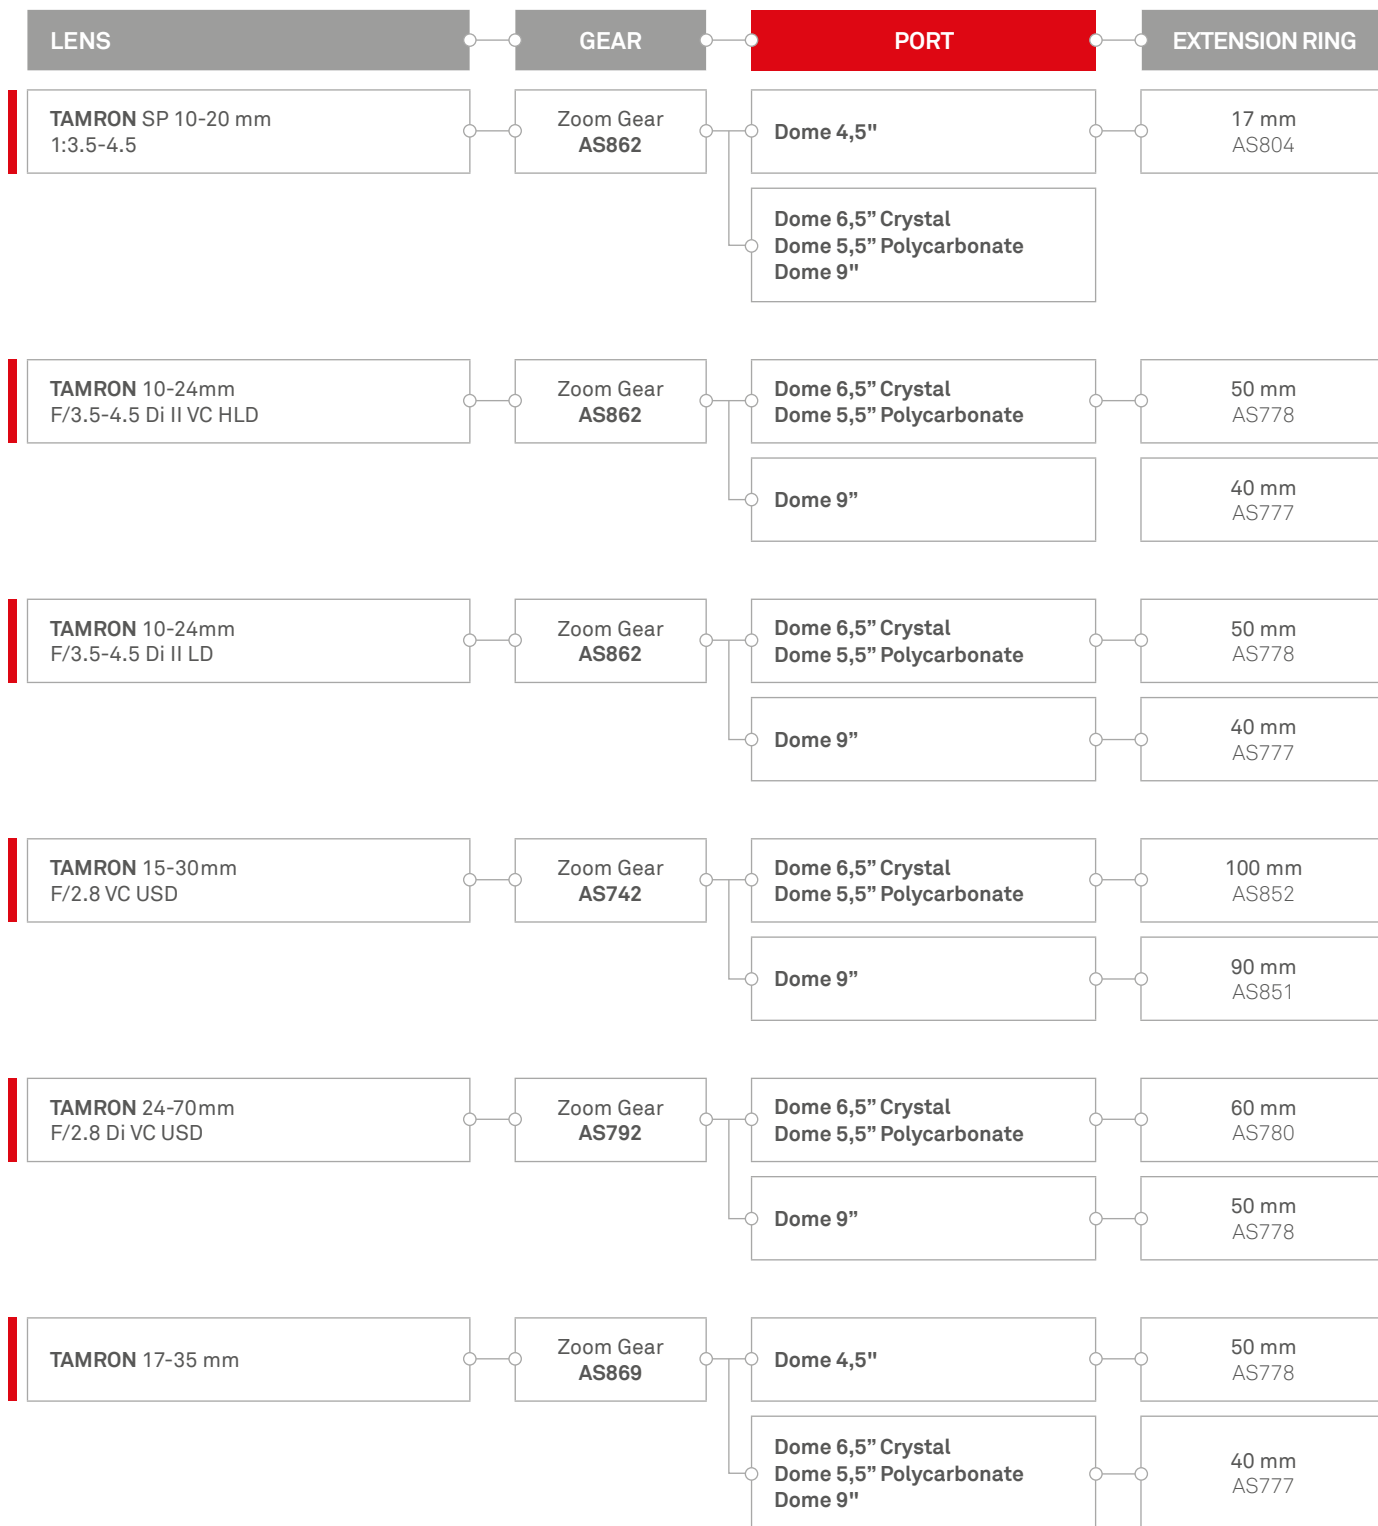 LENS
GEAR
PORT
EXTENSION RING
TAMRON SP 10-20 mm
1:3.5-4.5
Zoom Gear
AS862
Dome 4,5"
17 mm
AS804
Dome 6,5” Crystal
Dome 5,5” Polycarbonate
Dome 9"
TAMRON 10-24mm
F/3.5-4.5 Di II VC HLD
Zoom Gear
AS862
Dome 6,5” Crystal
Dome 5,5” Polycarbonate
50 mm
AS778
Dome 9”
40 mm
AS777
TAMRON 10-24mm
F/3.5-4.5 Di II LD
Zoom Gear
AS862
Dome 6,5” Crystal
Dome 5,5” Polycarbonate
50 mm
AS778
Dome 9”
40 mm
AS777
TAMRON 15-30mm
F/2.8 VC USD
Zoom Gear
AS742
Dome 6,5” Crystal
Dome 5,5” Polycarbonate
100 mm
AS852
Dome 9”
90 mm
AS851
TAMRON 24-70mm
F/2.8 Di VC USD
Zoom Gear
AS792
Dome 6,5” Crystal
Dome 5,5” Polycarbonate
60 mm
AS780
Dome 9”
50 mm
AS778
TAMRON 17-35 mm
Zoom Gear
AS869
Dome 4,5"
50 mm
AS778
Dome 6,5” Crystal
Dome 5,5” Polycarbonate
Dome 9"
40 mm
AS777